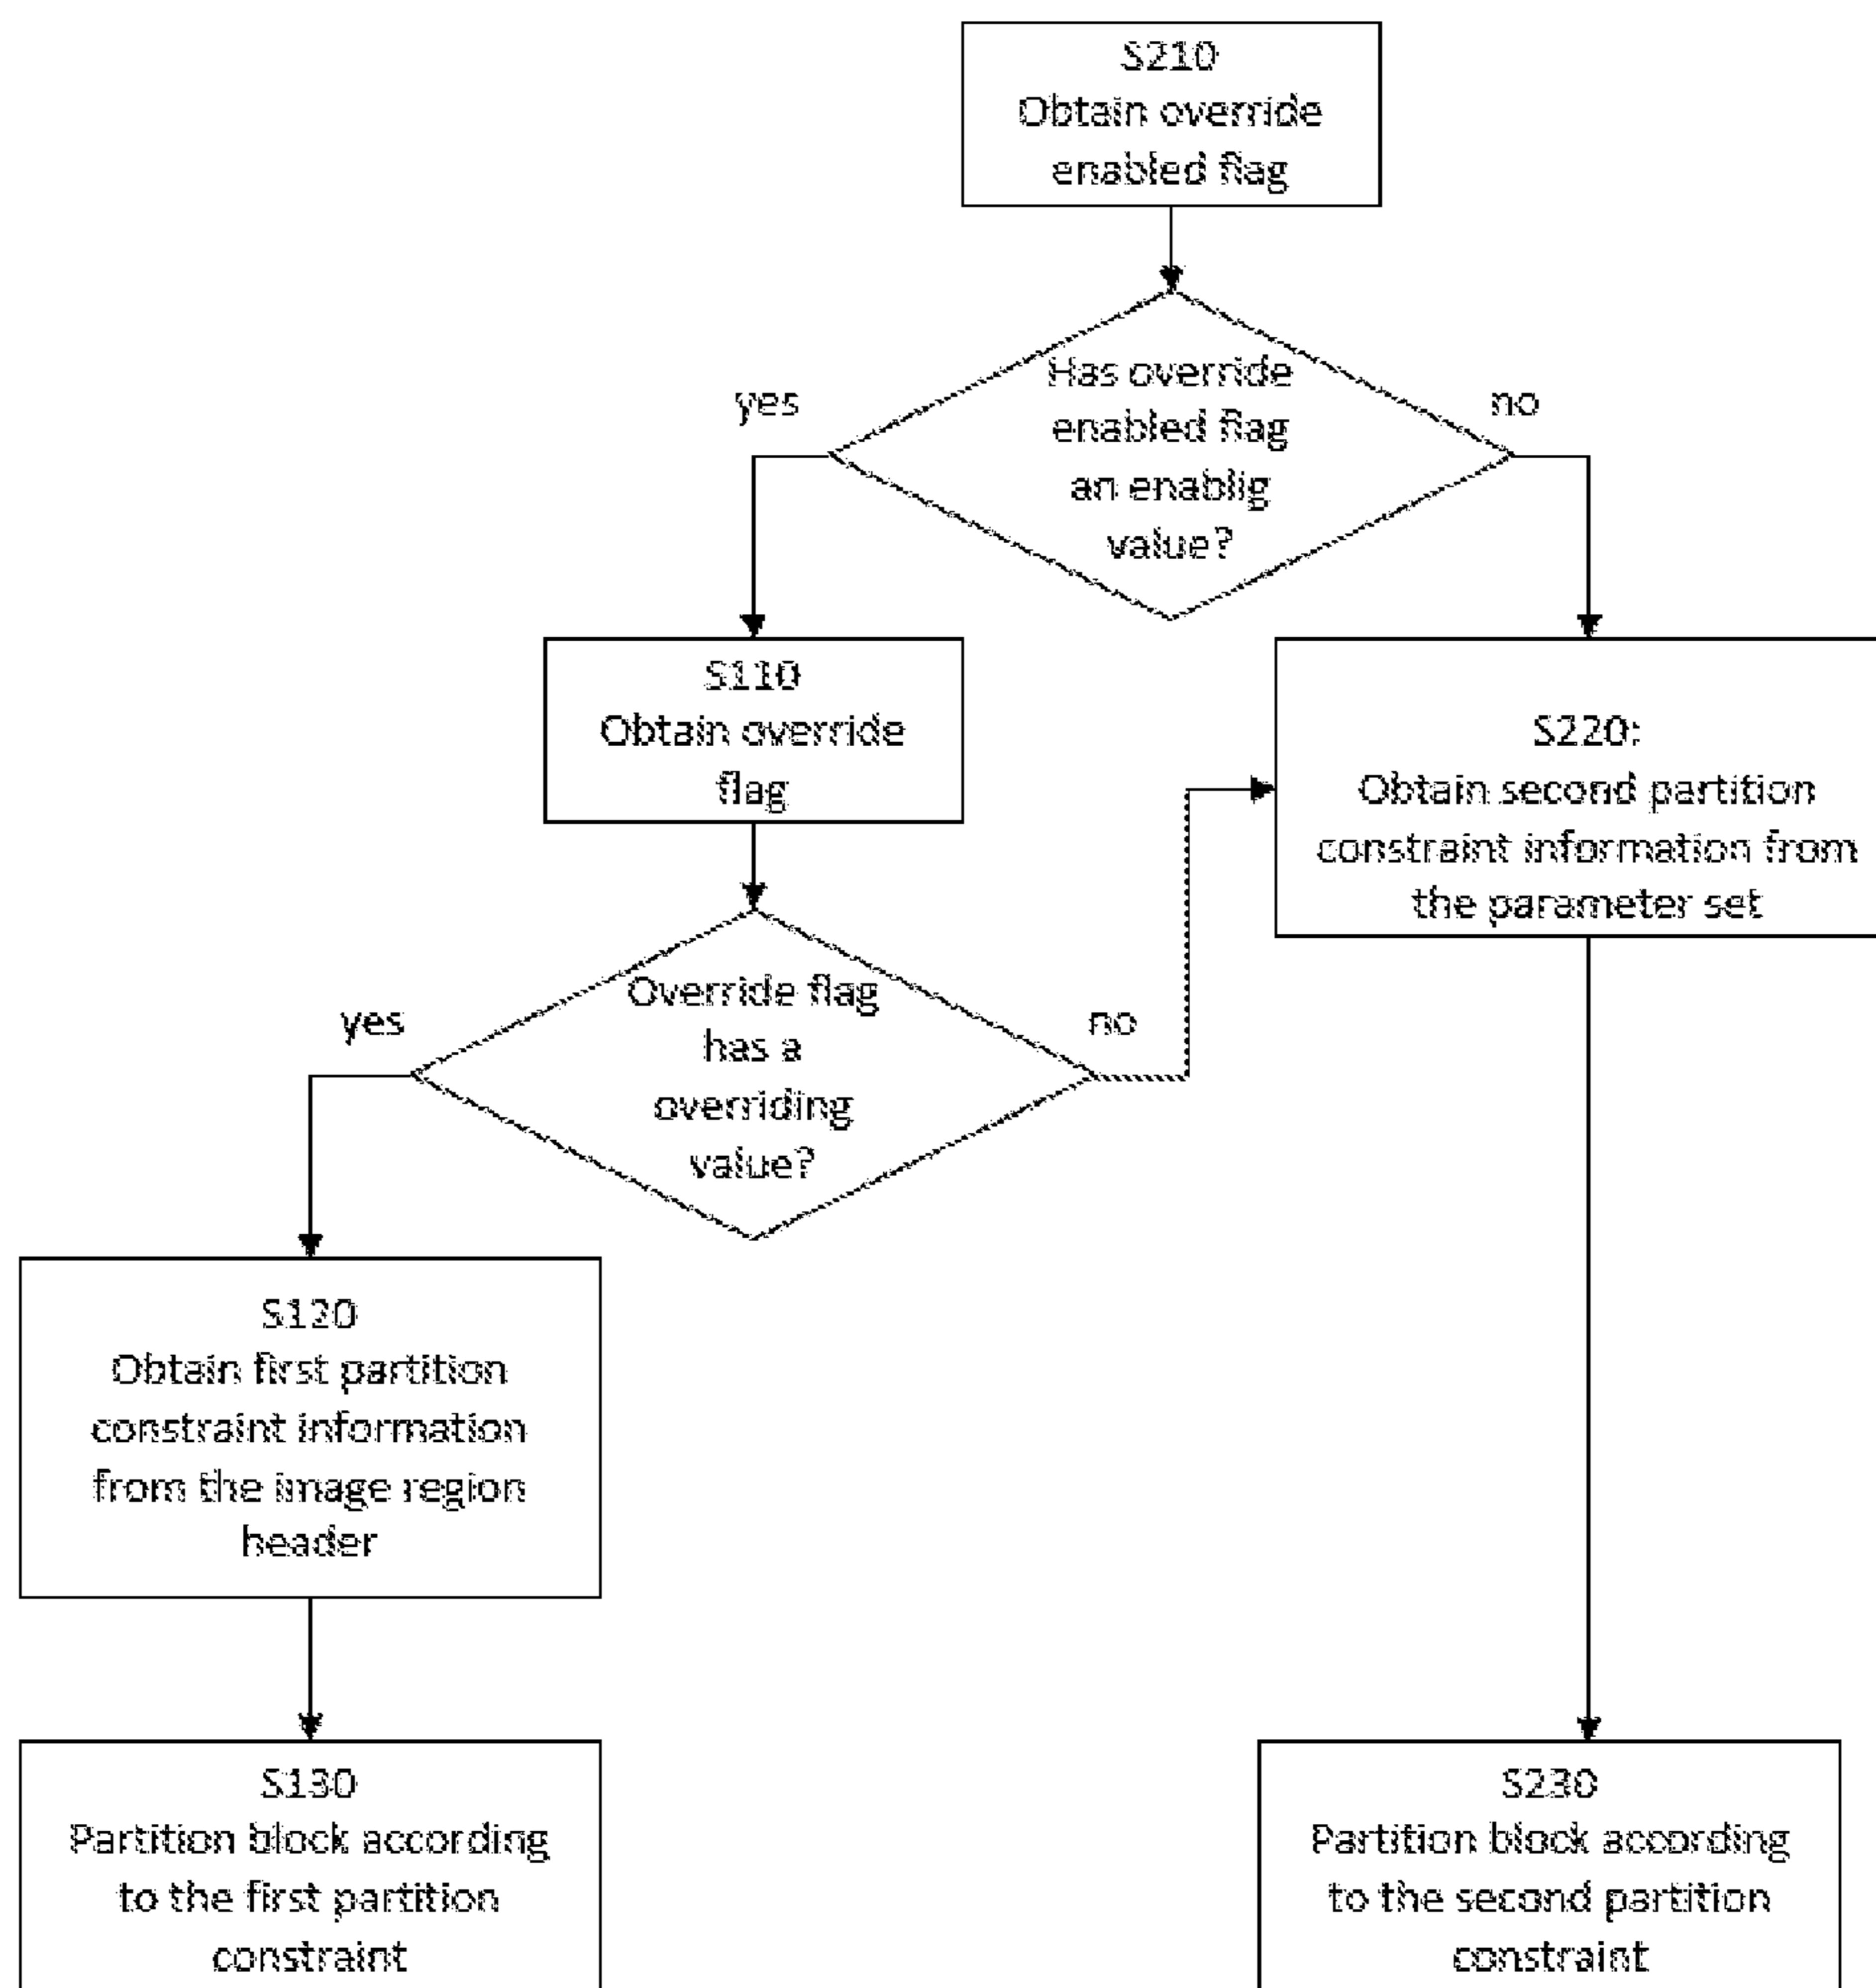 S210
Obtain override
enabled flag
Has override
enabled flag
an enablig
value?
yes
no
S110
Obtain override
flag
S220:
Obtain second partition
constraint information from
the parameter set
Override flag
has a
overriding
value?
yes
no
S120
Obtain first partition
constraint information
from the image region
header
S130
Partition block according
to the first partition
constraint
S230
Partition block according
to the second partition
constraint